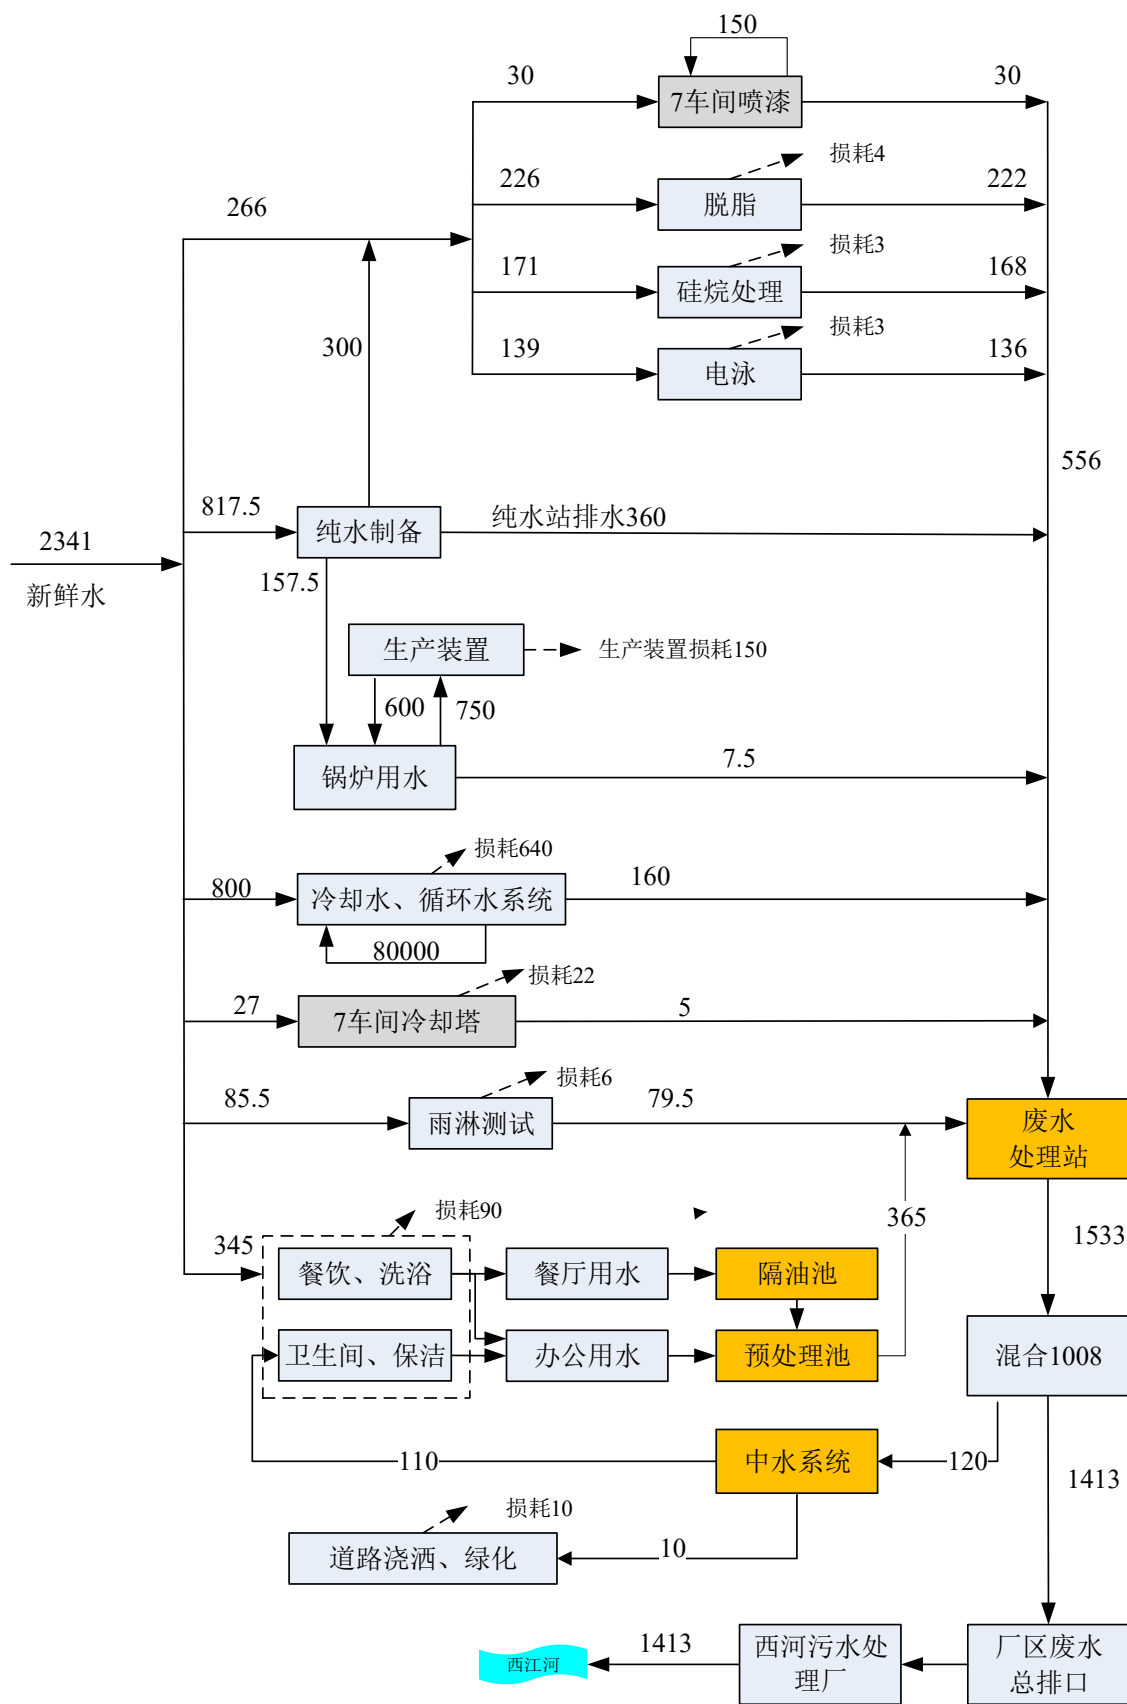 150
30
7车间喷漆
30
损耗4
226
脱脂
222
266
损耗3
171
硅烷处理
168
损耗3
300
139
电泳
136
556
817.5
纯水制备
纯水站排水360
2341
新鲜水
157.5
生产装置
生产装置损耗150
600
750
锅炉用水
7.5
损耗640
800
冷却水、循环水系统
160
80000
损耗22
27
7车间冷却塔
5
损耗6
85.5
雨淋测试
79.5
废水
处理站
损耗90
365
1533
345
餐饮、洗浴
餐厅用水
隔油池
卫生间、保洁
办公用水
预处理池
混合1008
110
中水系统
120
1413
损耗10
道路浇洒、绿化
10
1413
西江河
西河污水处
理厂
厂区废水
总排口